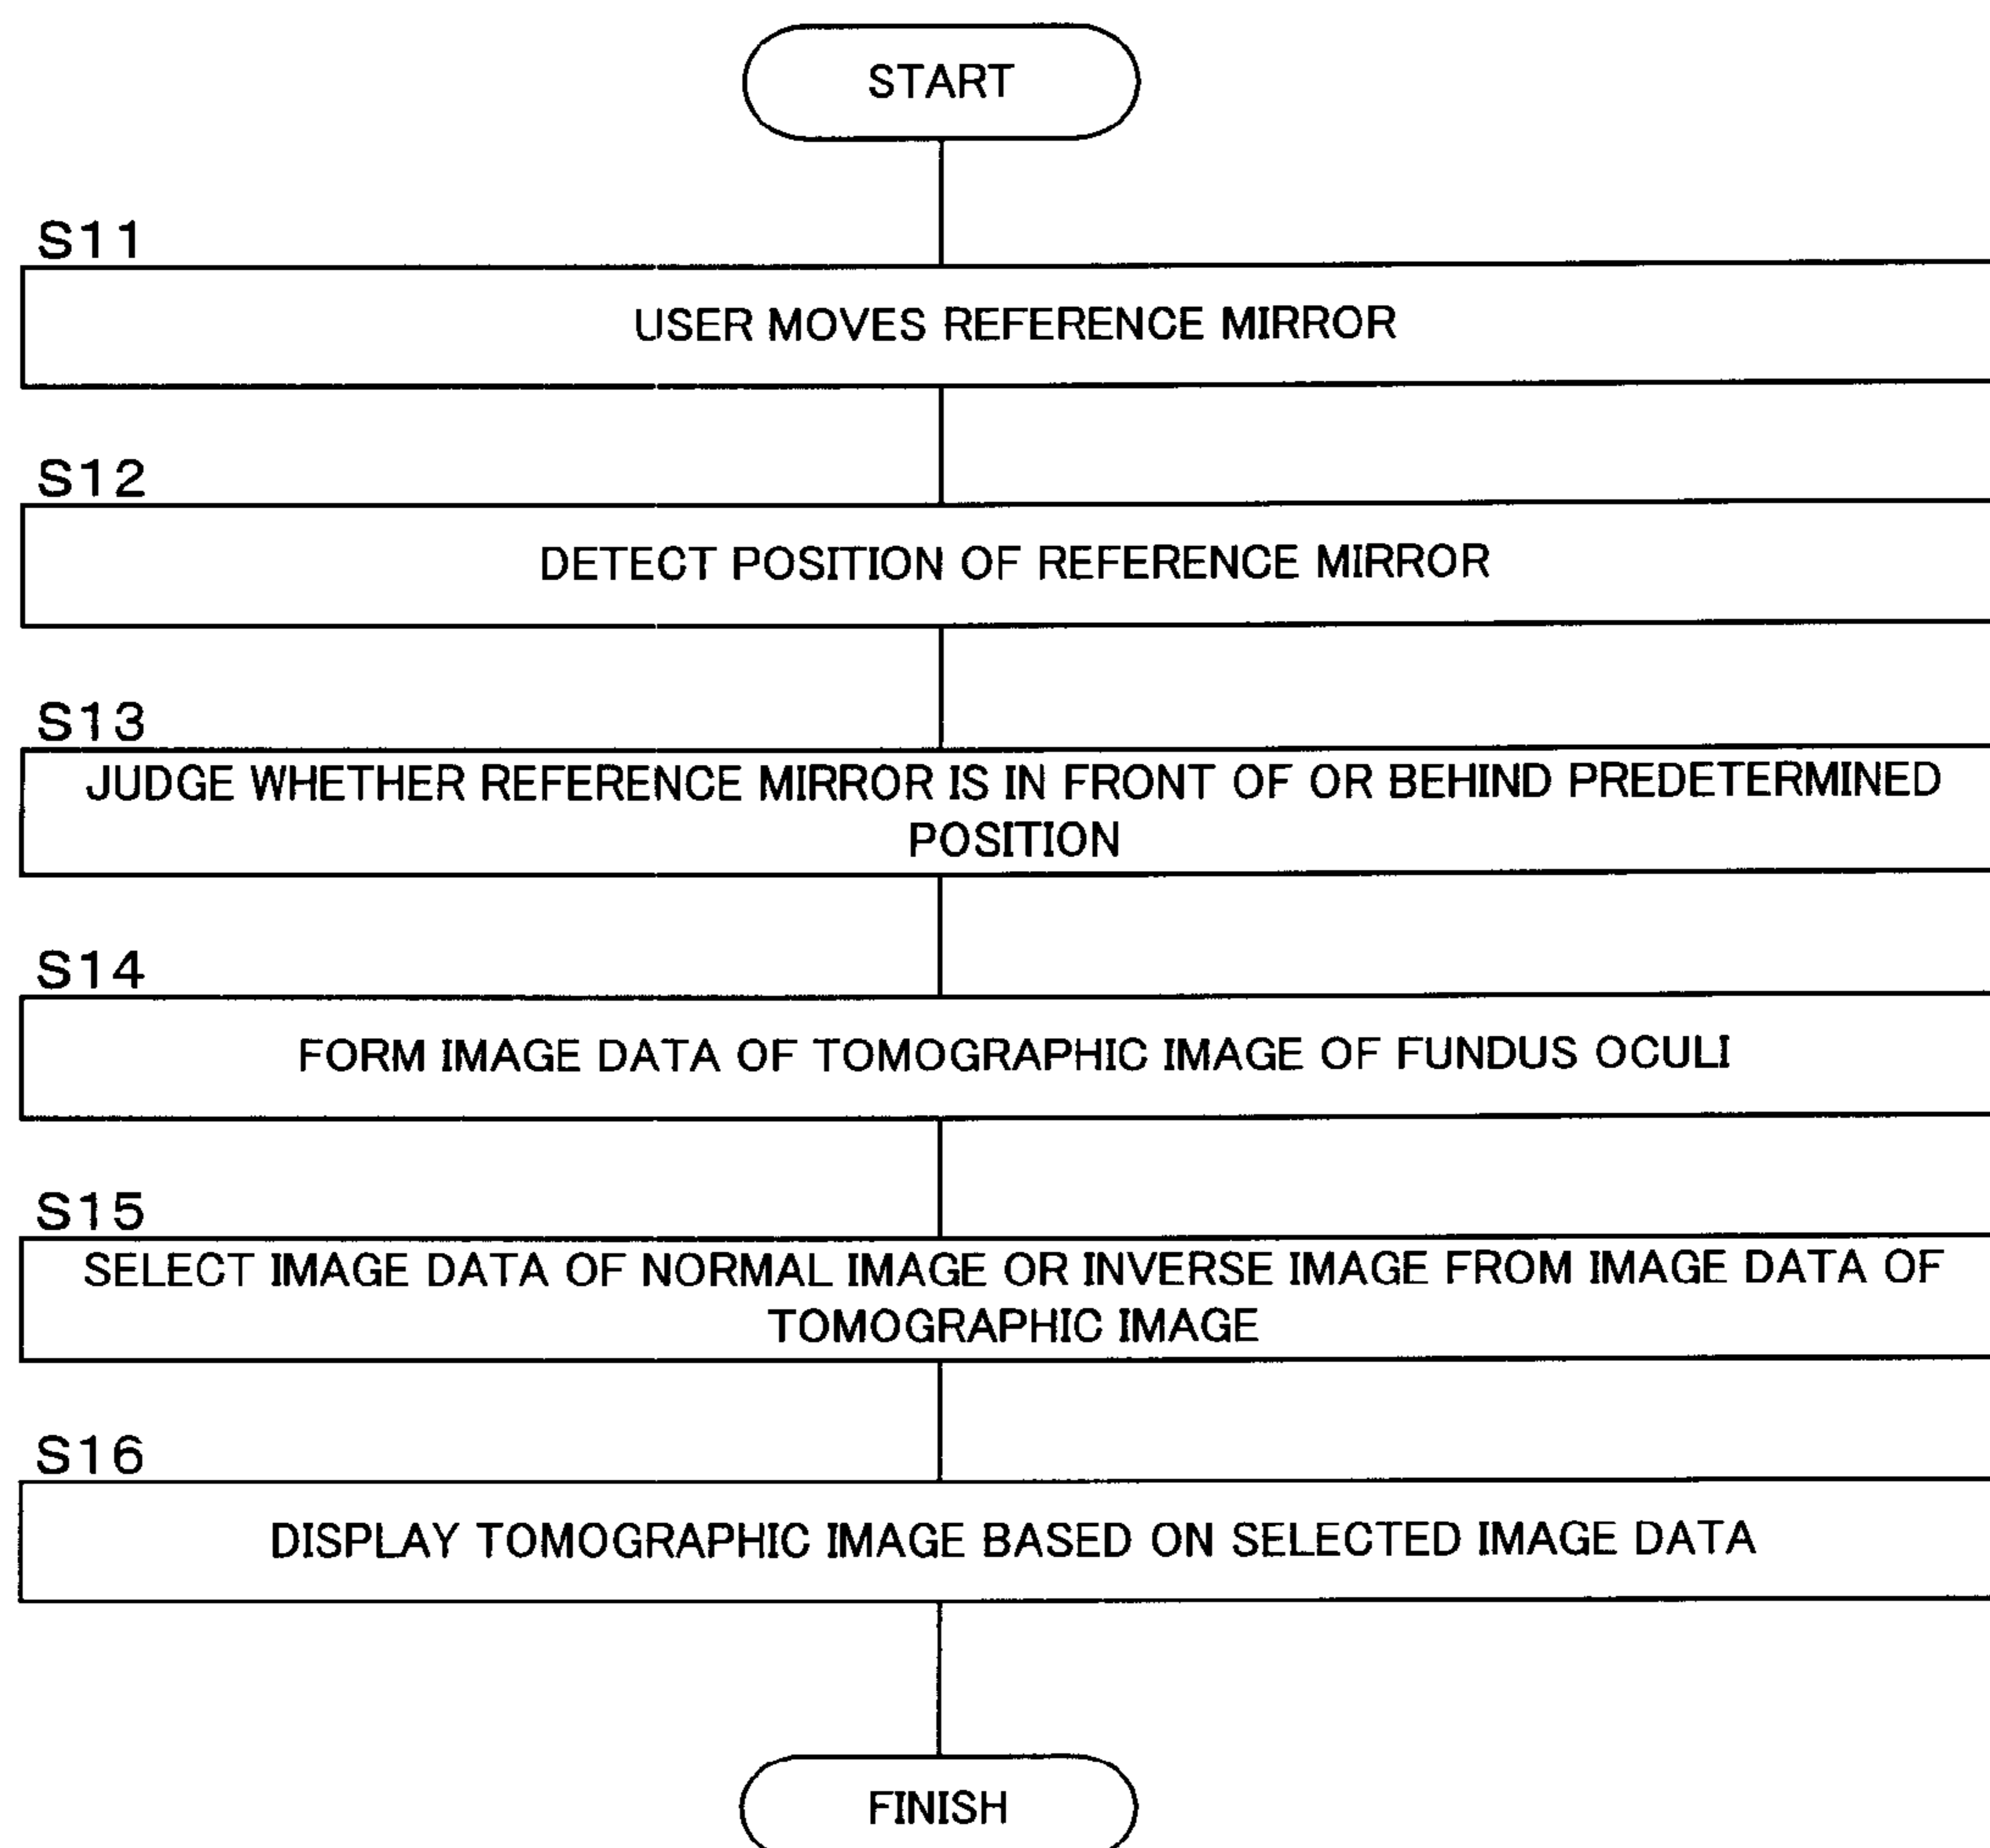 START
S11
USER MOVES REFERENCE MIRROR
S12
DETECT POSITION OF REFERENCE MIRROR
S13
JUDGE WHETHER REFERENCE MIRROR IS IN FRONT OF OR BEHIND PREDETERMINED
POSITION
S14
FORM IMAGE DATA OF TOMOGRAPHIC IMAGE OF FUNDUS OCULI
S15
SELECT IMAGE DATA OF NORMAL IMAGE OR INVERSE IMAGE FROM IMAGE DATA OF
TOMOGRAPHIC IMAGE
S16
DISPLAY TOMOGRAPHIC IMAGE BASED ON SELECTED IMAGE DATA
FINISH